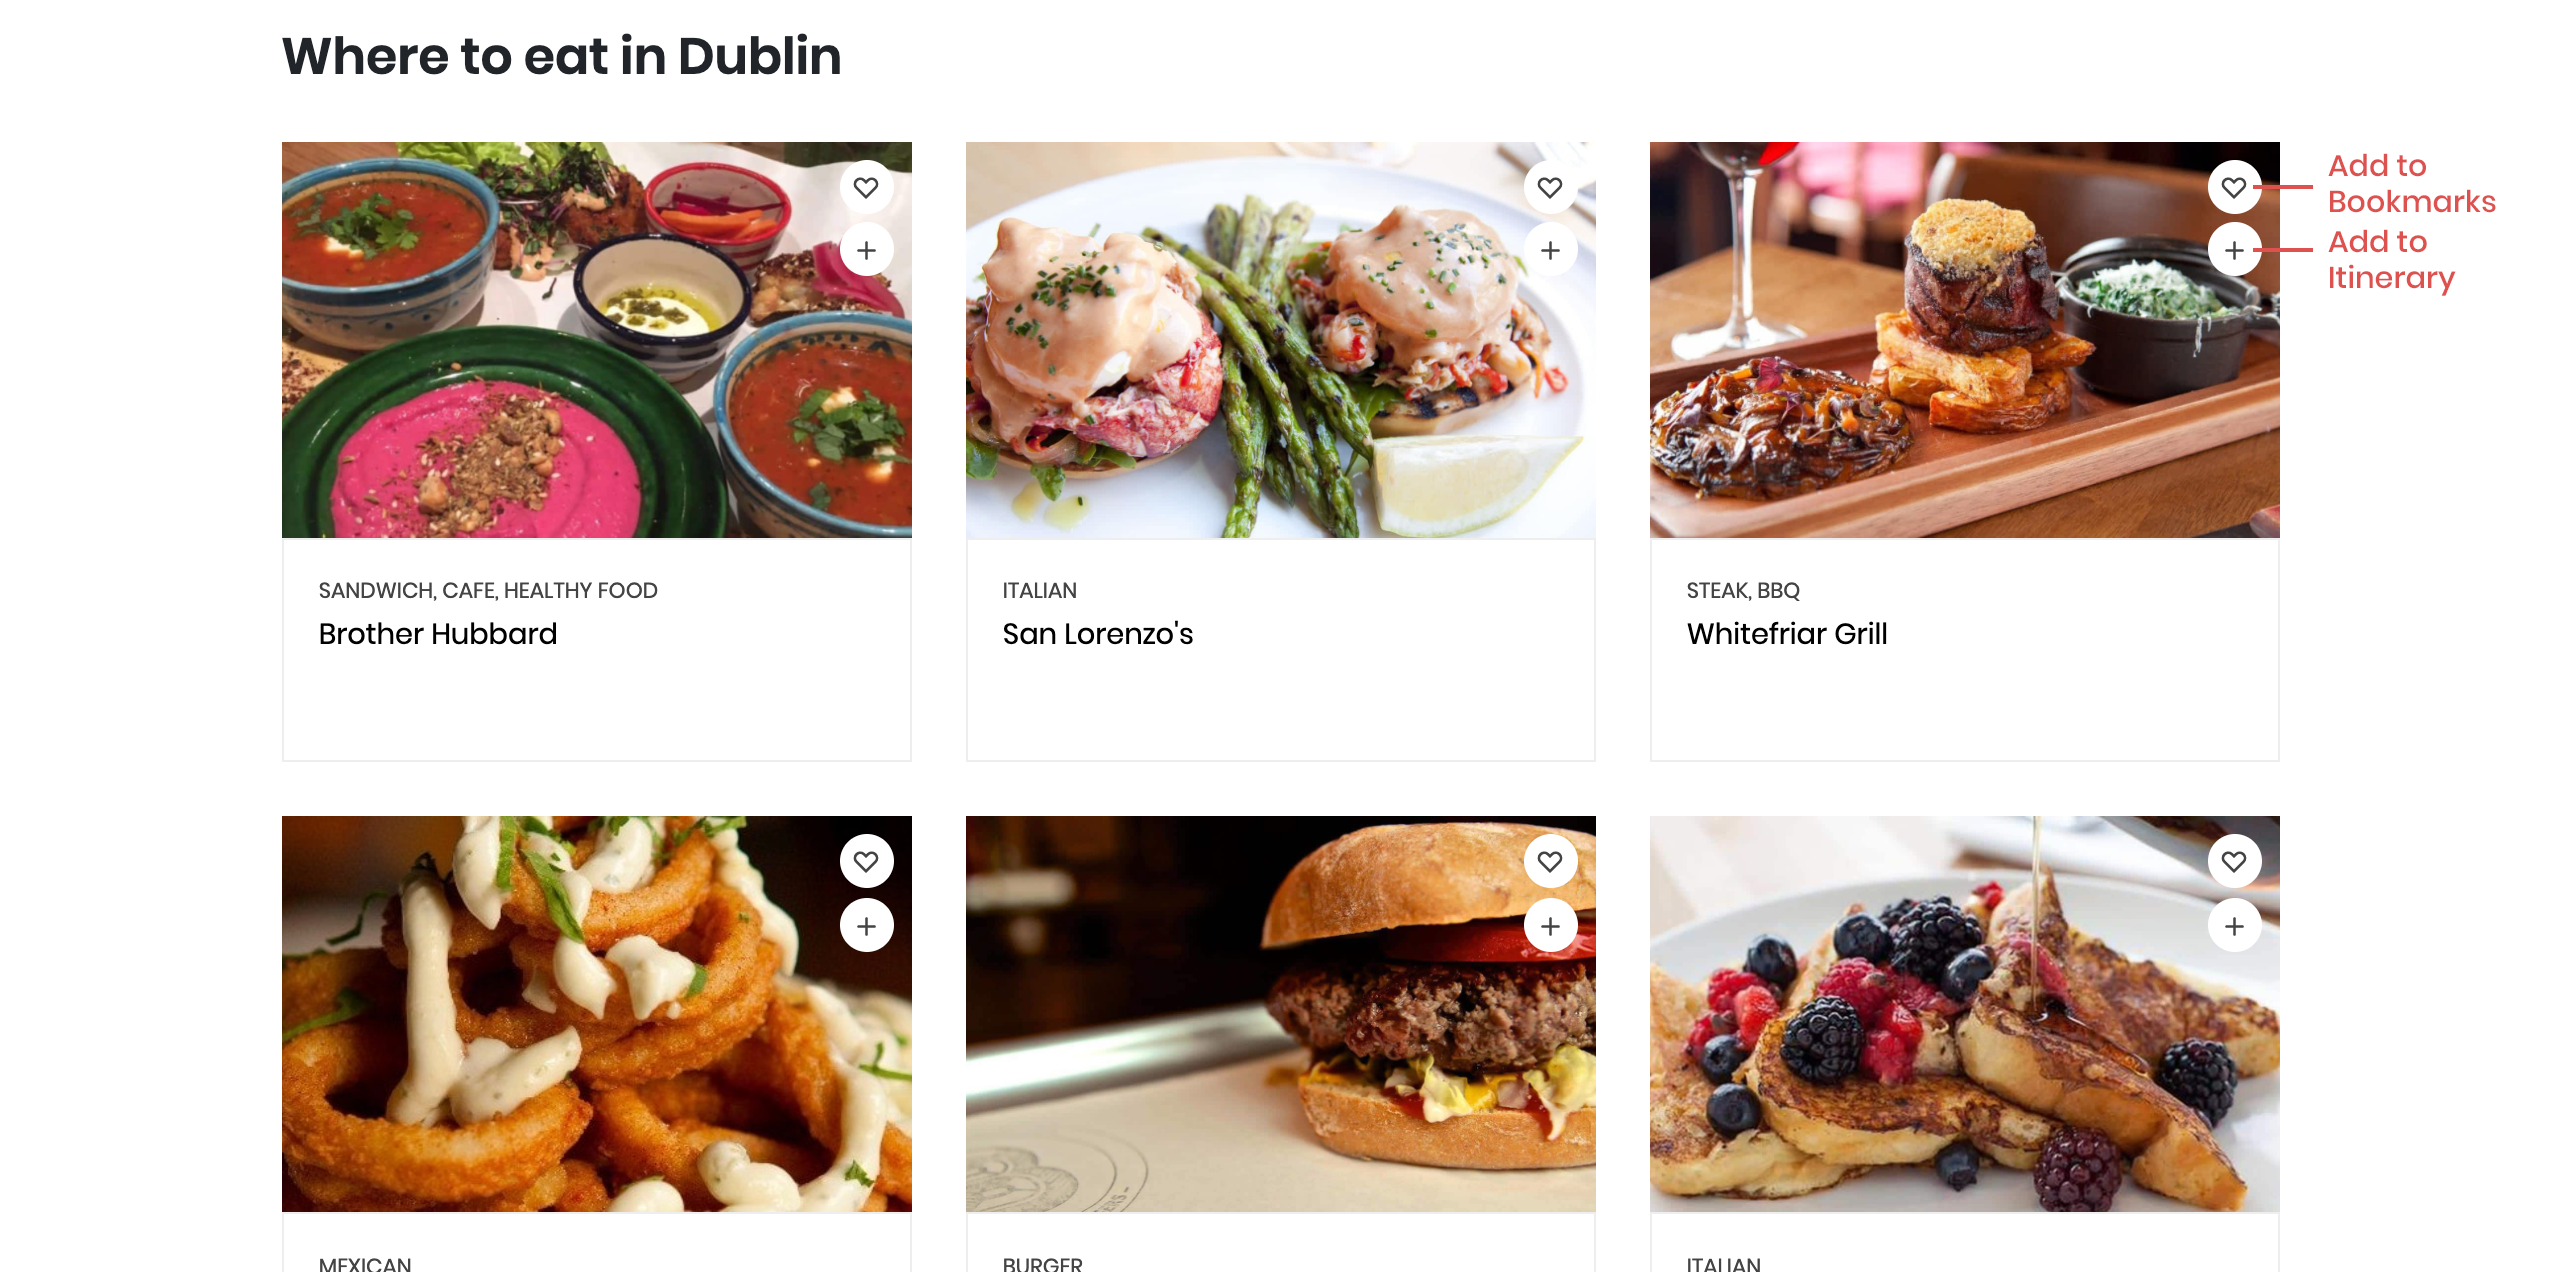 Where to eat in Dublin
Add to
Bookmarks
Add to
Itinerary
SANDWICH, CAFE, HEALTHY FOOD
Brother Hubbard
ITALIAN
San Lorenzo's
STEAK, BBQ
Whitefriar Grill
MEXICAN
BURGER
ITALIAN